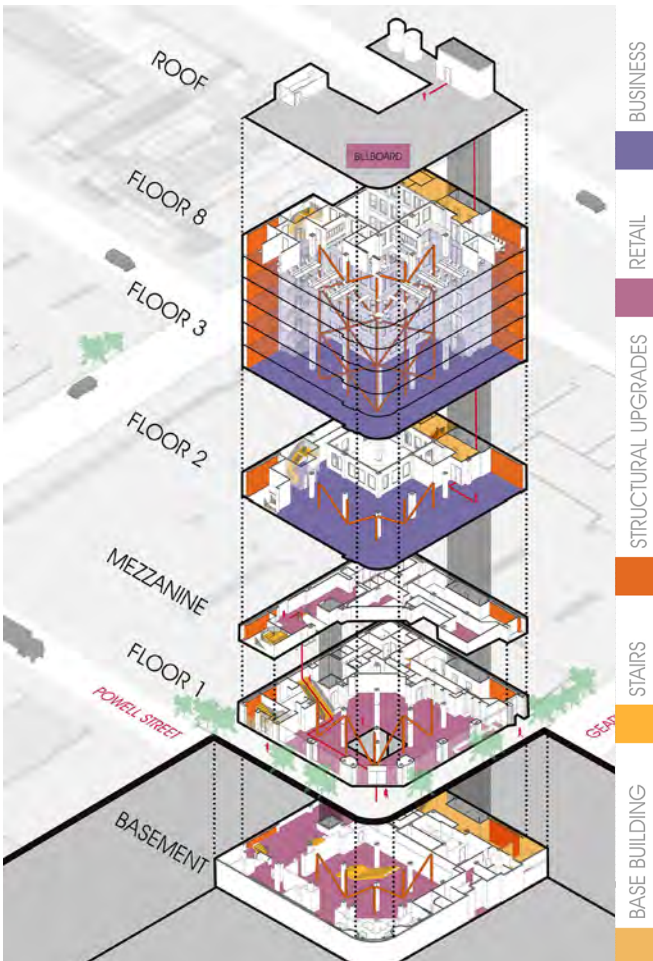 ROOF
BILLBOARD
FLOOR 8
FLOOR 3
FLOOR 2
MEZZANINE
FLOOR 1
POWELL STREET
GEAR
BASEMENT
BUSINESS
RETAIL
STRUCTURAL UPGRADES
STAIRS
BASE BUILDING